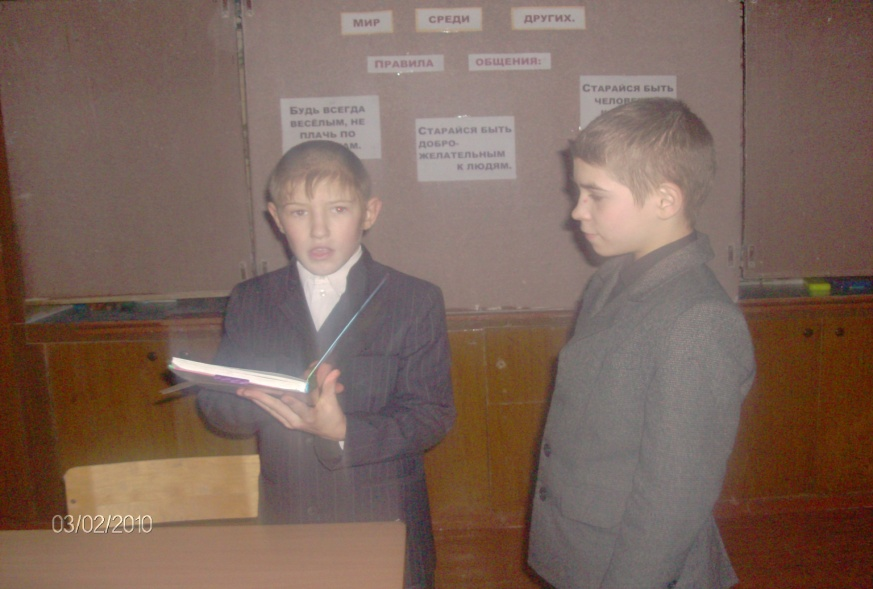 МИР СРЕДИ ДРУГИХ.
ПРАВИЛА ОБЩЕНИЯ:
БУДЬ ВСЕГДА
ВЕСЁЛЫМ, НЕ
ПЛАЧЬ ПО
СТАРАЙСЯ БЫТЬ
ДОБРО-
ЖЕЛАТЕЛЬНЫМ
К ЛЮДЯМ.
СТАРАЙСЯ БЫТЬ
03/02/2010